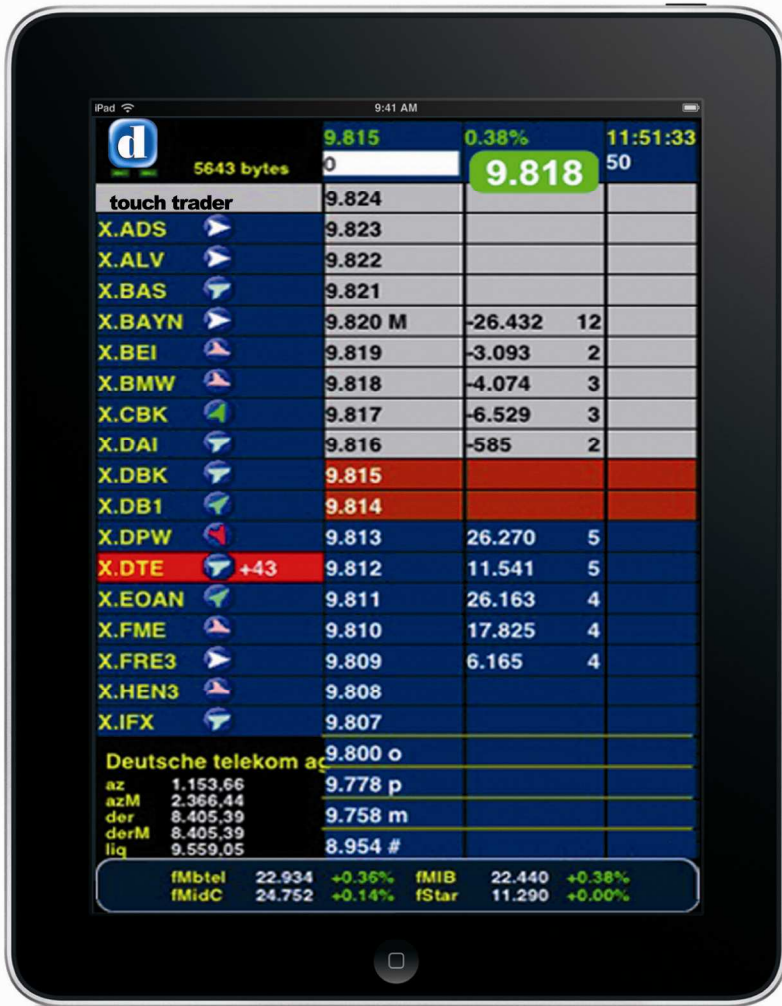 iPad 9:41 AM
d 5643 bytes 9.815 0.38% 11:51:33
0 9.818 50
touch trader 9.824
X.ADS 9.823
X.ALV 9.822
X.BAS 9.821
X.BAYN 9.820 M -26.432 12
X.BEI 9.819 -3.093 2
X.BMW 9.818 -4.074 3
X.CBK 9.817 -6.529 3
X.DAI 9.816 -585 2
X.DBK 9.815
X.DB1 9.814
X.DPW 9.813 26.270 5
X.DTE +43 9.812 11.541 5
X.EOAN 9.811 26.163 4
X.FME 9.810 17.825 4
X.FRE3 9.809 6.165 4
X.HEN3 9.808
X.IFX 9.807
Deutsche telekom ag 9.800 o
az 1.153,66 9.778 p
azM 2.366,44
der 8.405,39 9.758 m
derM 8.405,39
liq 9.559,05 8.954 #
fMbtel 22.934 +0.36% fMIB 22.440 +0.38%
fMidC 24.752 +0.14% fStar 11.290 +0.00%